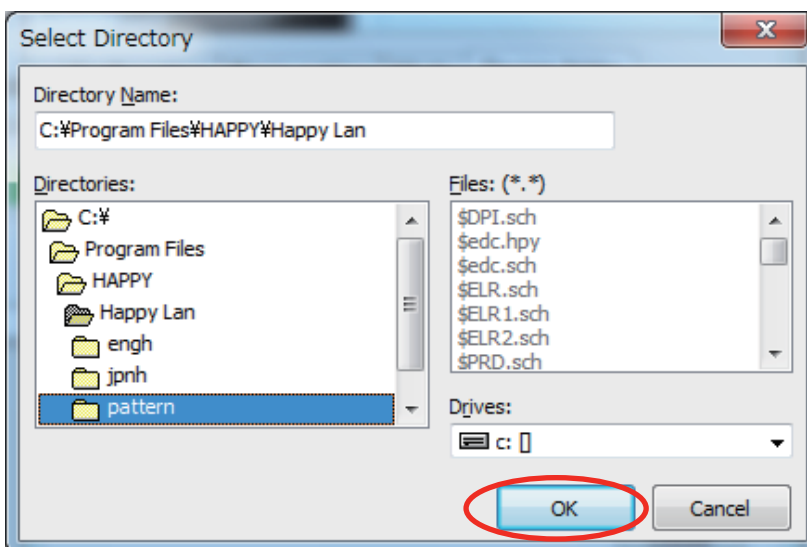 Select Directory
Directory Name:
C:¥Program Files¥HAPPY¥Happy Lan
Directories:
C:¥
Program Files
HAPPY
Happy Lan
engh
jpnh
pattern
Files: (*.*)
$DPI.sch
$edc.hpy
$edc.sch
$ELR.sch
$ELR1.sch
$ELR2.sch
$PRD.sch
Drives:
c: []
OK
Cancel